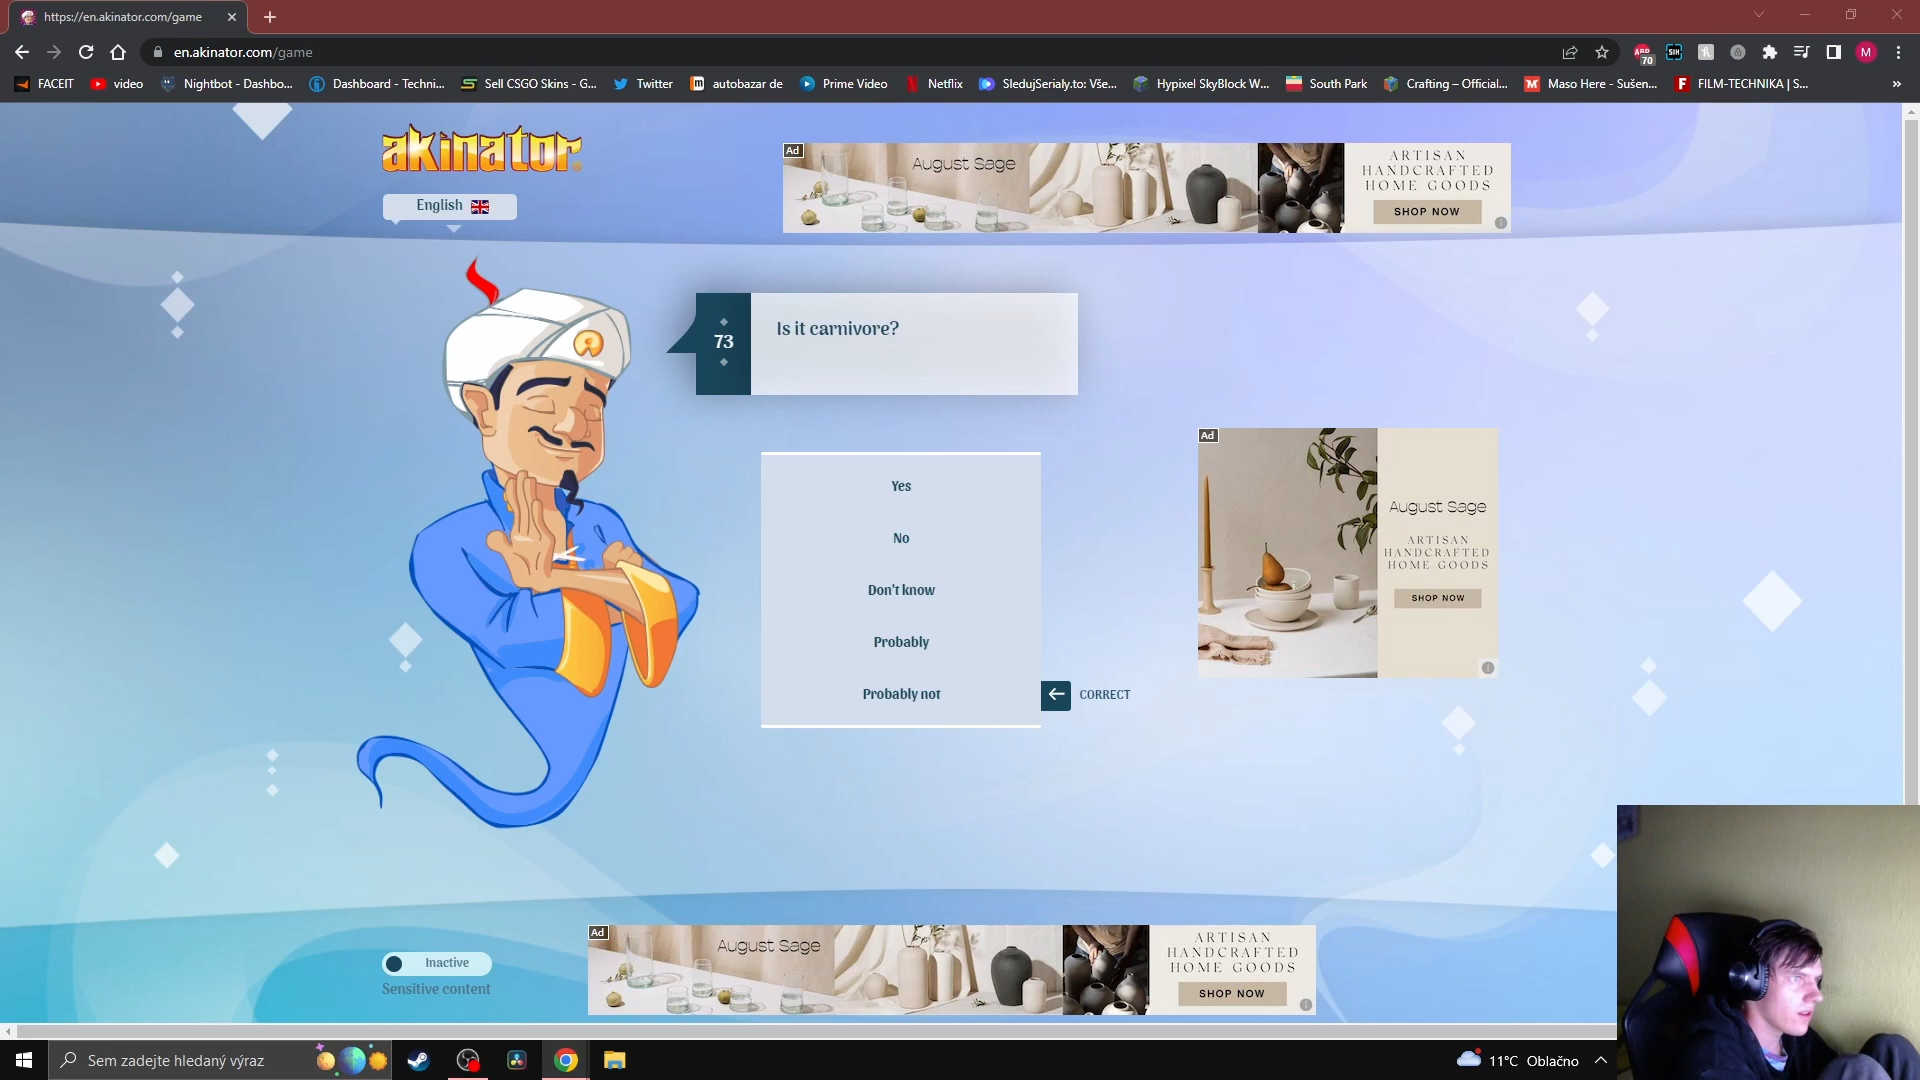 https://en.akinator.com/game
en.akinator.com/game
70
M
FACEIT
video
Nightbot - Dashbo...
Dashboard - Techni...
Sell CSGO Skins - G...
Twitter
autobazar de
Prime Video
Netflix
SledujSerialy.to: Vše...
Hypixel SkyBlock W...
South Park
Crafting – Official...
Maso Here - Sušen...
FILM-TECHNIKA | S...
»
akinator
English
Ad
August Sage
ARTISAN
HANDCRAFTED
HOME GOODS
SHOP NOW
73
Is it carnivore?
Yes
No
Don't know
Probably
Probably not
CORRECT
Ad
August Sage
ARTISAN
HANDCRAFTED
HOME GOODS
SHOP NOW
Inactive
Sensitive content
Ad
August Sage
ARTISAN
HANDCRAFTED
HOME GOODS
SHOP NOW
Sem zadejte hledaný výraz
11°C Oblačno